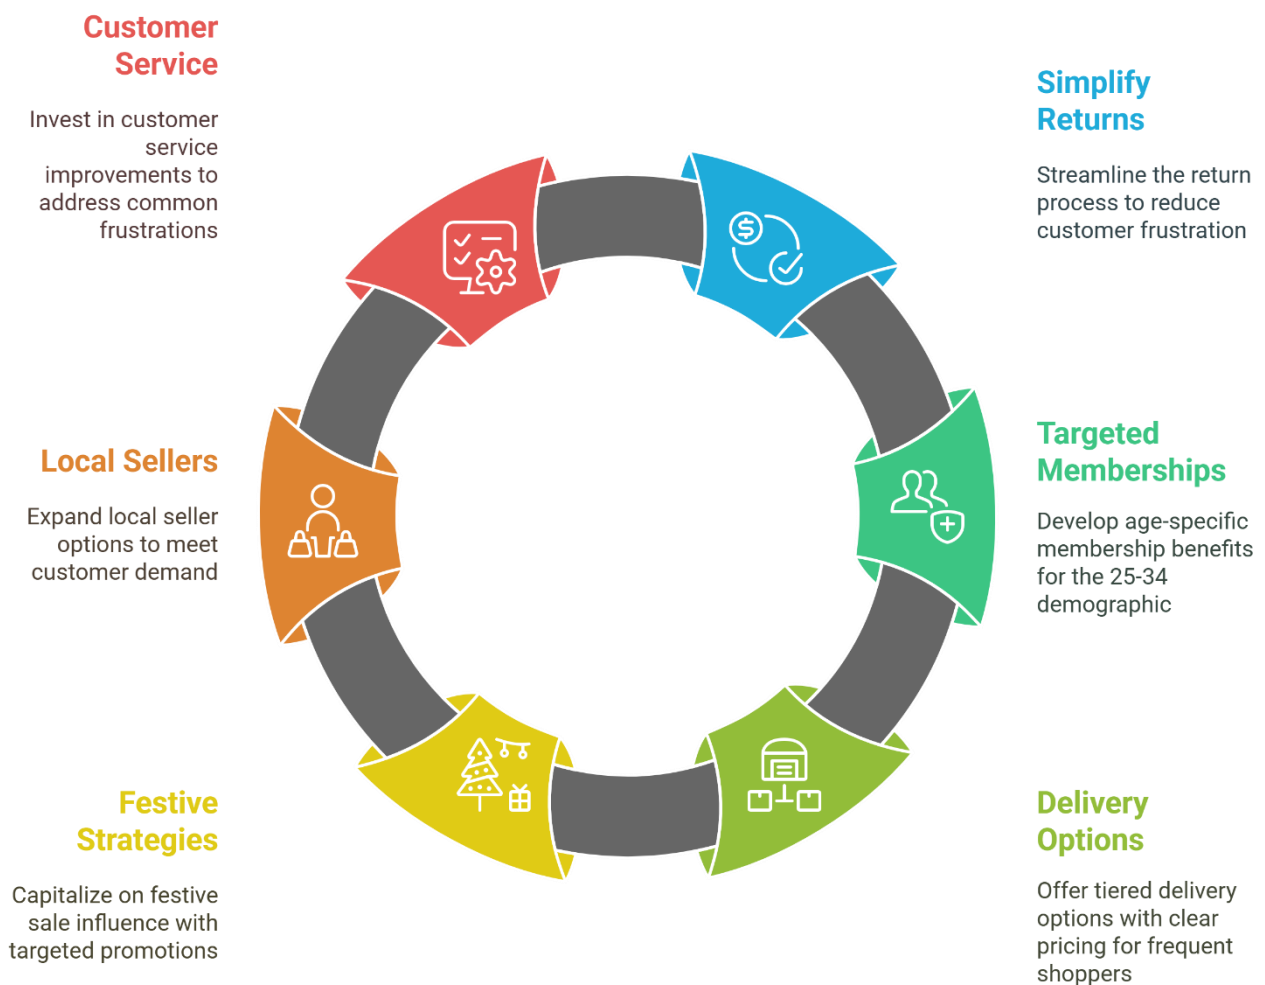 Customer
Service
Invest in customer
service
improvements to
address common
frustrations
Simplify
Returns
Streamline the return
process to reduce
customer frustration
Local Sellers
Expand local seller
options to meet
customer demand
Targeted
Memberships
Develop age-specific
membership benefits
for the 25-34
demographic
Festive
Strategies
Capitalize on festive
sale influence with
targeted promotions
Delivery
Options
Offer tiered delivery
options with clear
pricing for frequent
shoppers